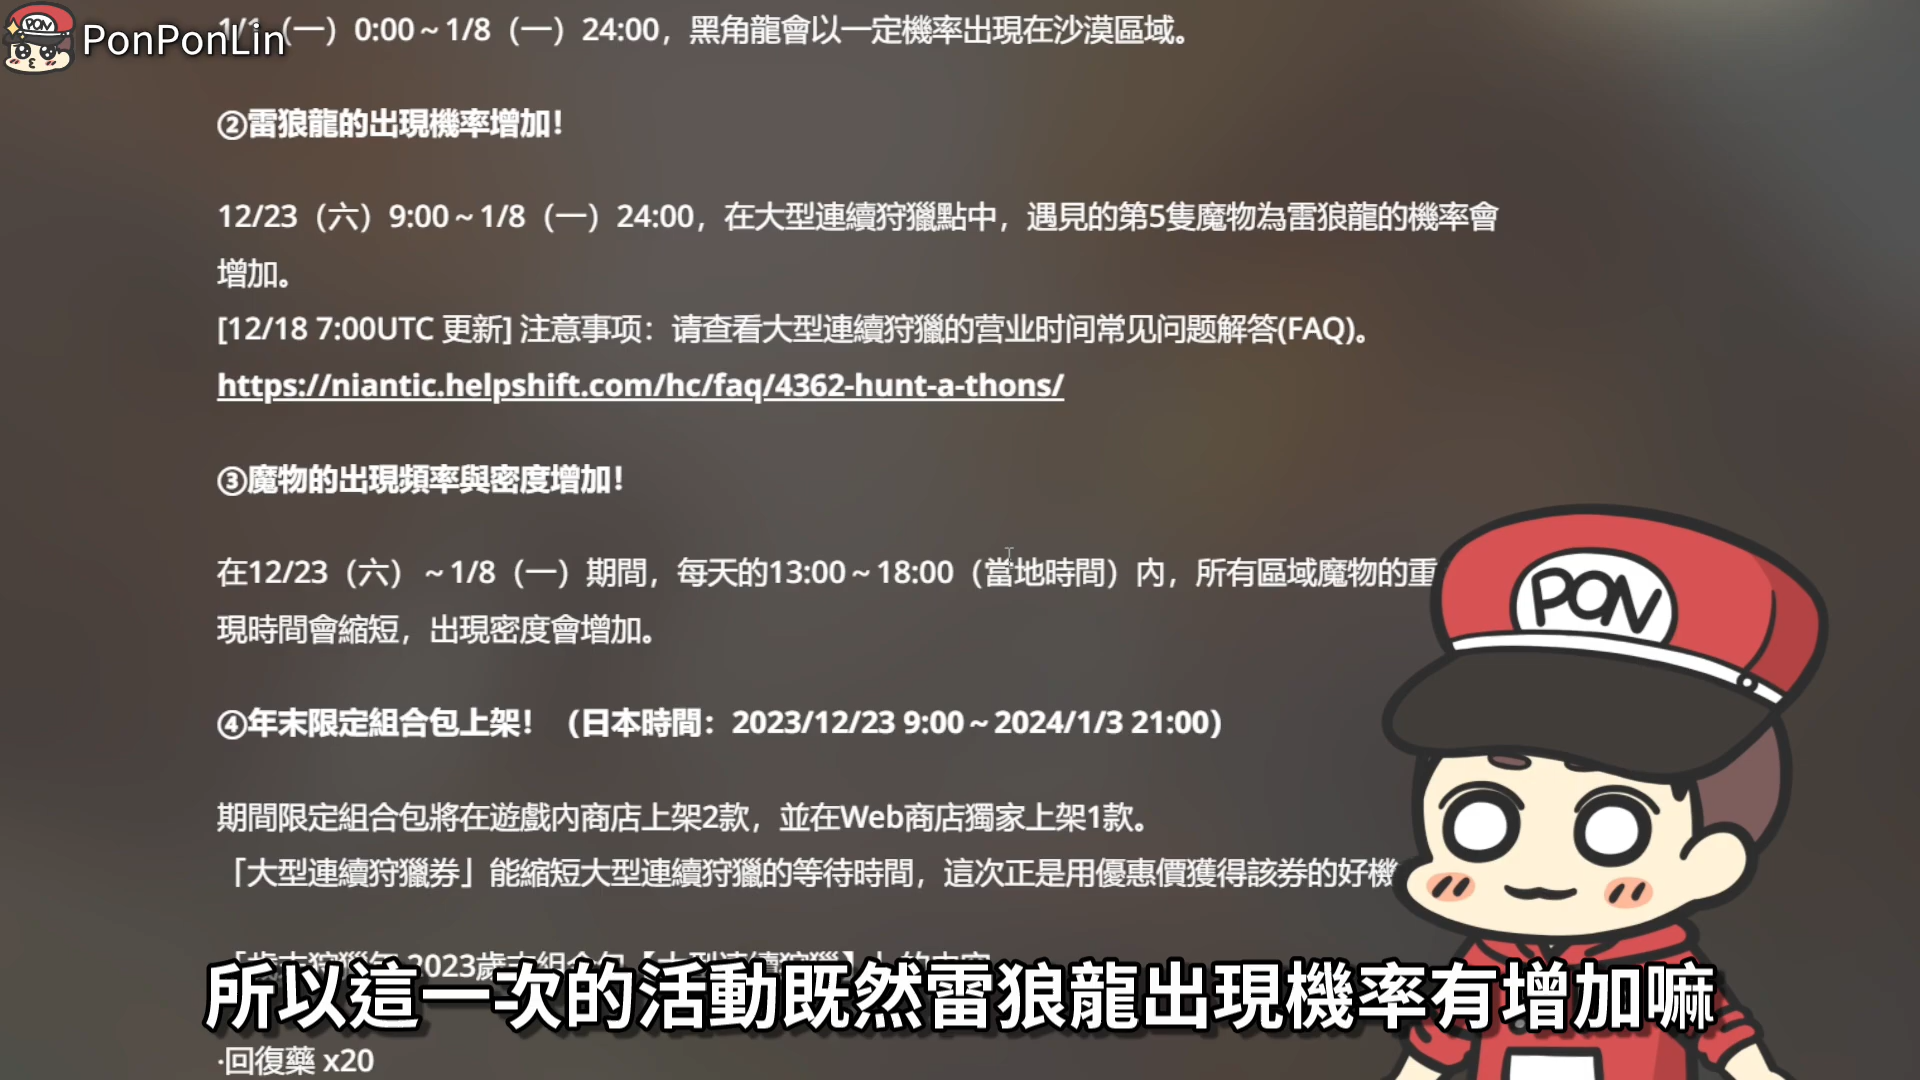 PonPonLin
1/1（一）0:00～1/8（一）24:00，黑角龍會以一定機率出現在沙漠區域。
②雷狼龍的出現機率增加！
12/23（六）9:00～1/8（一）24:00，在大型連續狩獵點中，遇見的第5隻魔物為雷狼龍的機率會
增加。
[12/18 7:00UTC 更新] 注意事项：请查看大型連續狩獵的营业时间常见问题解答(FAQ)。
https://niantic.helpshift.com/hc/faq/4362-hunt-a-thons/
③魔物的出現頻率與密度增加！
在12/23（六）～1/8（一）期間，每天的13:00～18:00（當地時間）內，所有區域魔物的重
現時間會縮短，出現密度會增加。
④年末限定組合包上架！（日本時間：2023/12/23 9:00～2024/1/3 21:00）
期間限定組合包將在遊戲內商店上架2款，並在Web商店獨家上架1款。
「大型連續狩獵券」能縮短大型連續狩獵的等待時間，這次正是用優惠價獲得該券的好機
所以這一次的活動既然雷狼龍出現機率有增加嘛
·回復藥 x20
PON